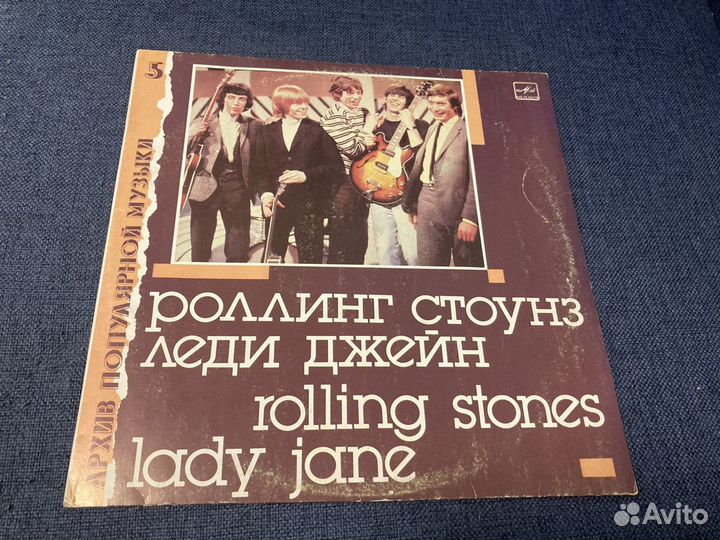 5
АРХИВ ПОПУЛЯРНОЙ МУЗЫКИ
РОЛЛИНГ СТОУНЗ
ЛЕДИ ДЖЕЙН
rolling stones
lady jane
Avito